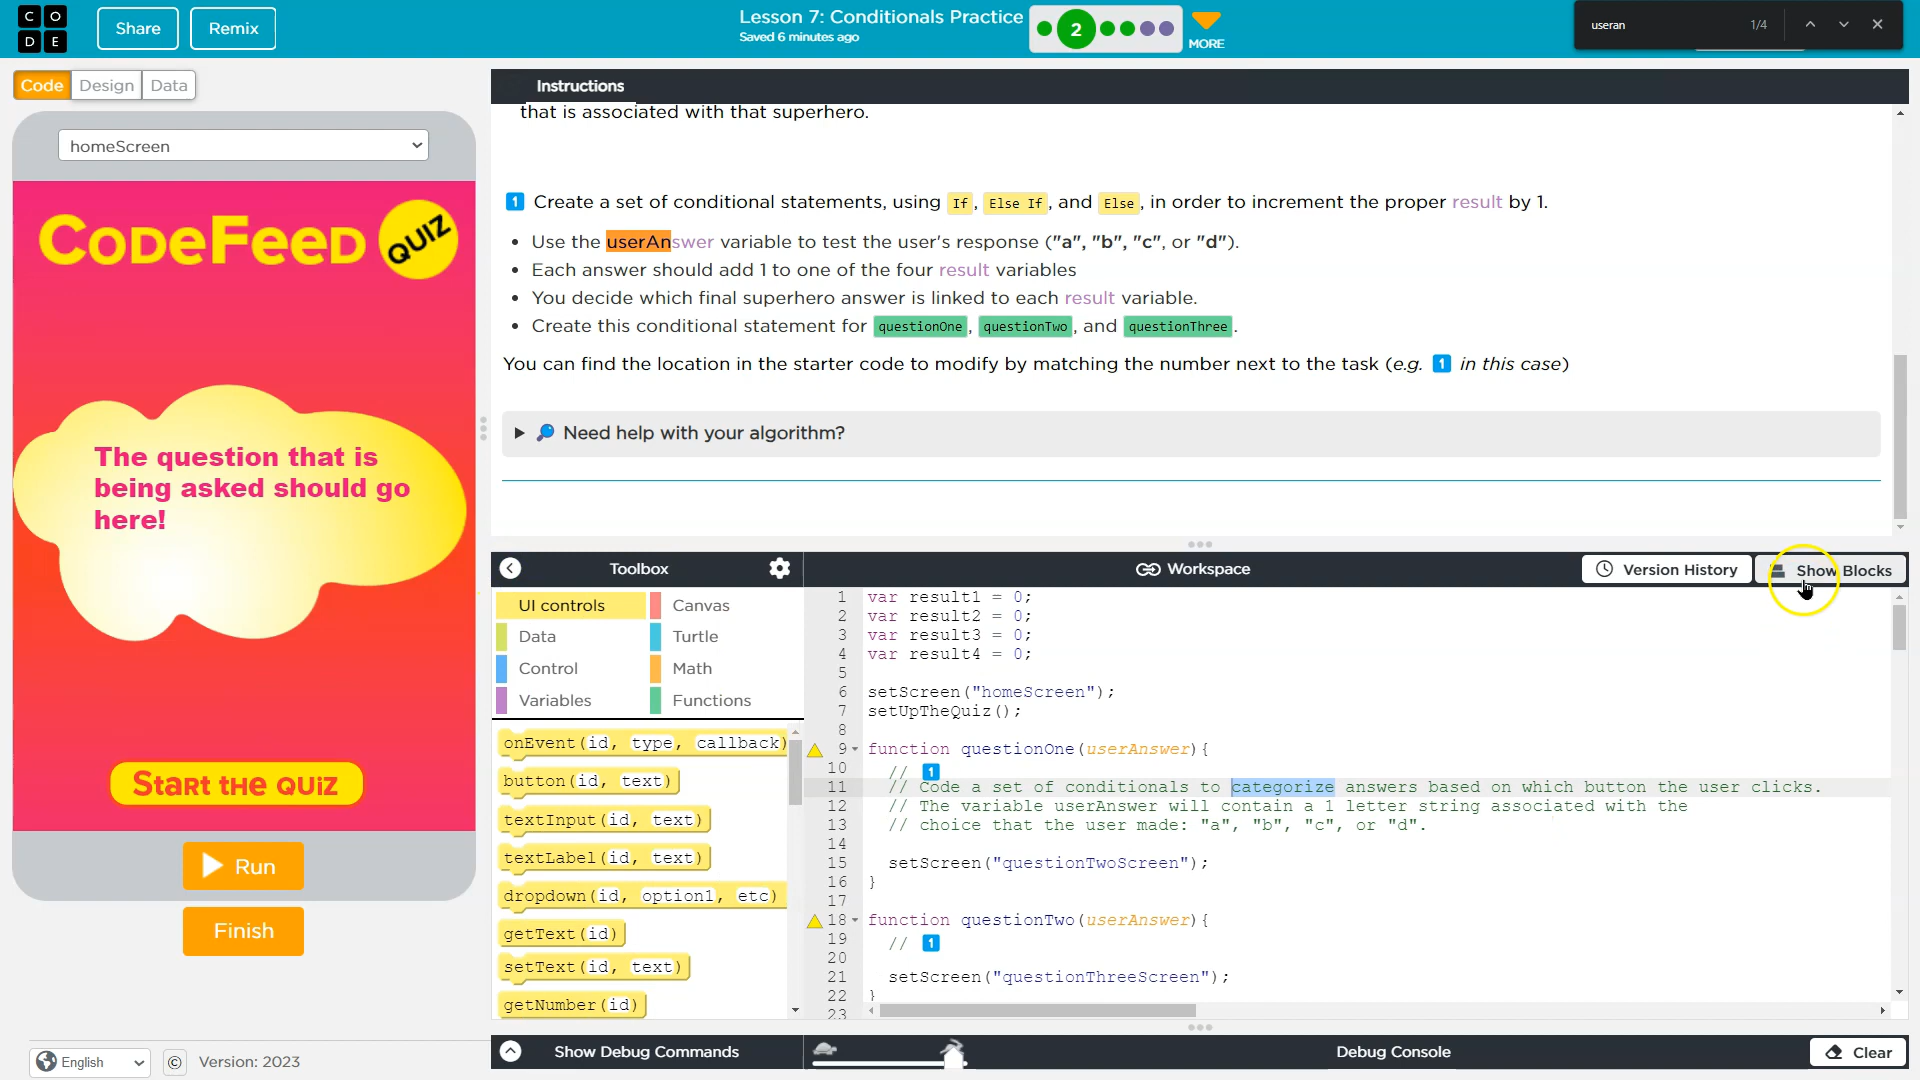 CODE
Share
Remix
Lesson 7: Conditionals Practice
Saved 6 minutes ago
2
MORE
useran
1/4
Code
Design
Data
homeScreen
CODEFEED
QUIZ
The question that is
being asked should go
here!
START THE QUIZ
Run
Finish
English
©
Version: 2023
Instructions
that is associated with that superhero.
1 Create a set of conditional statements, using If, Else If, and Else, in order to increment the proper result by 1.
• Use the userAnswer variable to test the user's response ("a", "b", "c", or "d").
• Each answer should add 1 to one of the four result variables
• You decide which final superhero answer is linked to each result variable.
• Create this conditional statement for questionOne, questionTwo, and questionThree.
You can find the location in the starter code to modify by matching the number next to the task (e.g. 1 in this case)
Need help with your algorithm?
Toolbox
Workspace
Version History
Show Blocks
UI controls
Canvas
Data
Turtle
Control
Math
Variables
Functions
onEvent(id, type, callback)
button(id, text)
textInput(id, text)
textLabel(id, text)
dropdown(id, option1, etc)
getText(id)
setText(id, text)
getNumber(id)
1 var result1 = 0;
2 var result2 = 0;
3 var result3 = 0;
4 var result4 = 0;
5
6 setScreen("homeScreen");
7 setUpTheQuiz();
8
9 function questionOne(userAnswer){
10 // 1
11 // Code a set of conditionals to categorize answers based on which button the user clicks.
12 // The variable userAnswer will contain a 1 letter string associated with the
13 // choice that the user made: "a", "b", "c", or "d".
14
15 setScreen("questionTwoScreen");
16 }
17
18 function questionTwo(userAnswer){
19 // 1
20
21 setScreen("questionThreeScreen");
22 }
23
Show Debug Commands
Debug Console
Clear